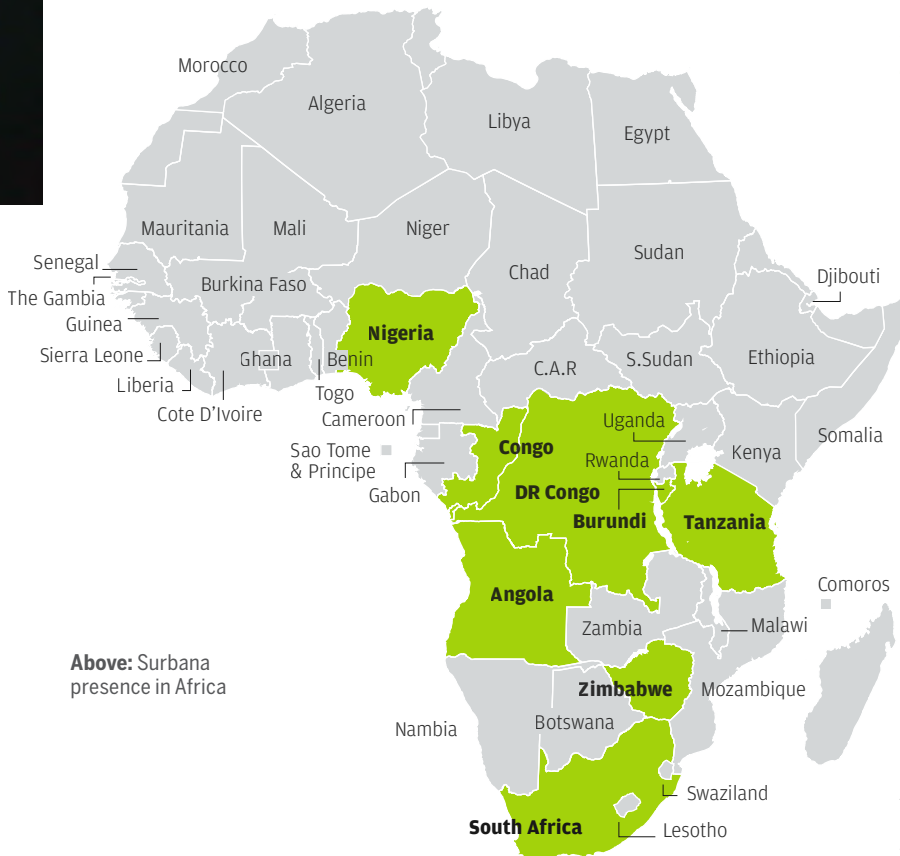 Morocco
Algeria
Libya
Egypt
Mauritania
Mali
Niger
Chad
Sudan
Senegal
The Gambia
Guinea
Sierra Leone
Liberia
Cote D'Ivoire
Burkina Faso
Ghana
Togo
Benin
Nigeria
Cameroon
Sao Tome
& Principe
Gabon
C.A.R
S.Sudan
Ethiopia
Djibouti
Somalia
Uganda
Kenya
Rwanda
Congo
DR Congo
Burundi
Tanzania
Angola
Comoros
Zambia
Malawi
Above: Surbana
presence in Africa
Zimbabwe
Mozambique
Nambia
Botswana
Swaziland
South Africa
Lesotho